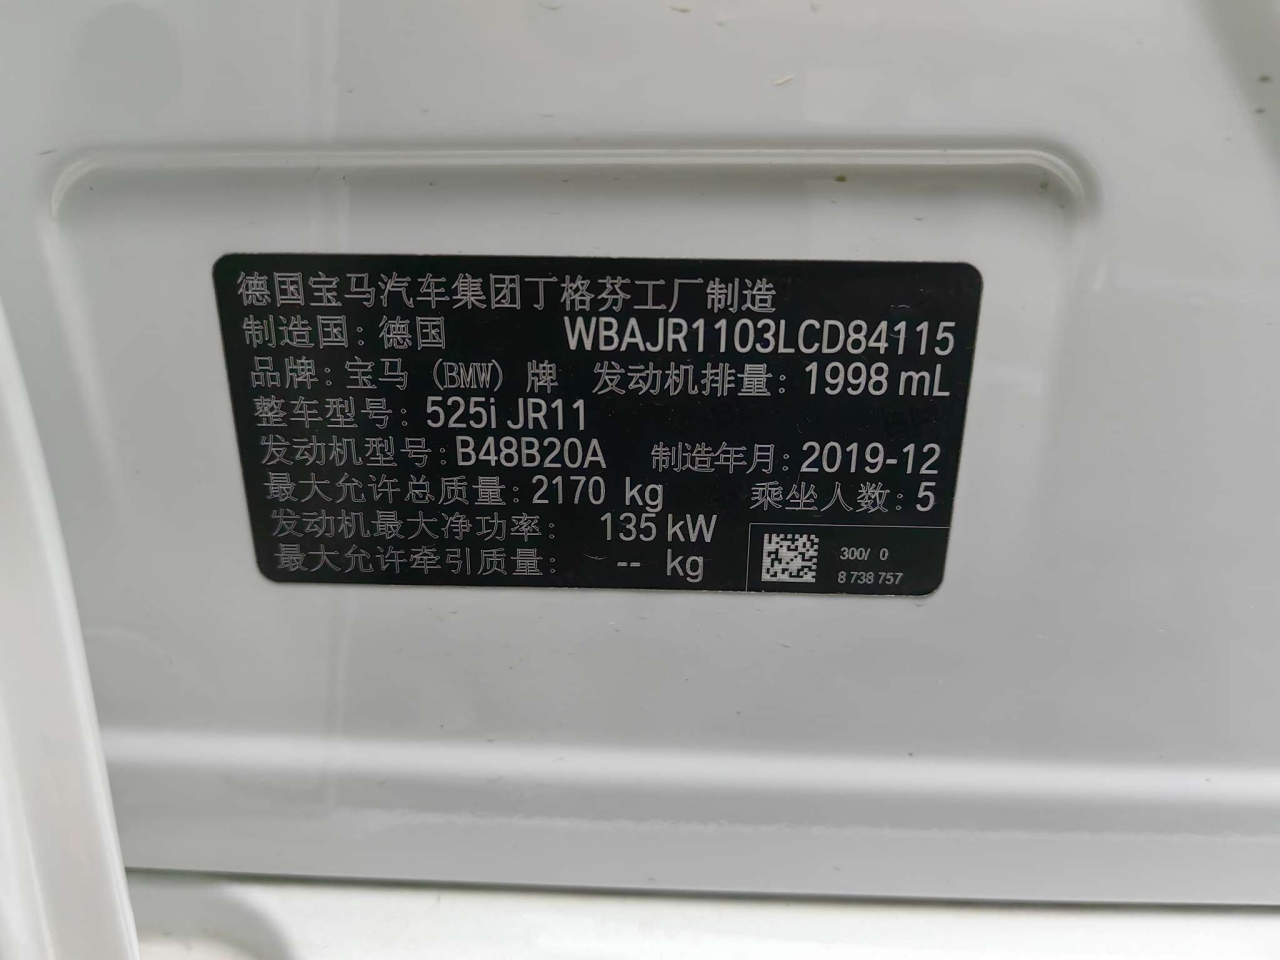 德国宝马汽车集团丁格芬工厂制造
制造国：德国 WBAJR1103LCD84115
品牌：宝马（BMW）牌 发动机排量：1998 mL
整车型号：525i JR11
发动机型号：B48B20A 制造年月：2019-12
最大允许总质量：2170 kg 乘坐人数：5
发动机最大净功率： 135 kW
最大允许牵引质量： -- kg
300/ 0
8 738 757